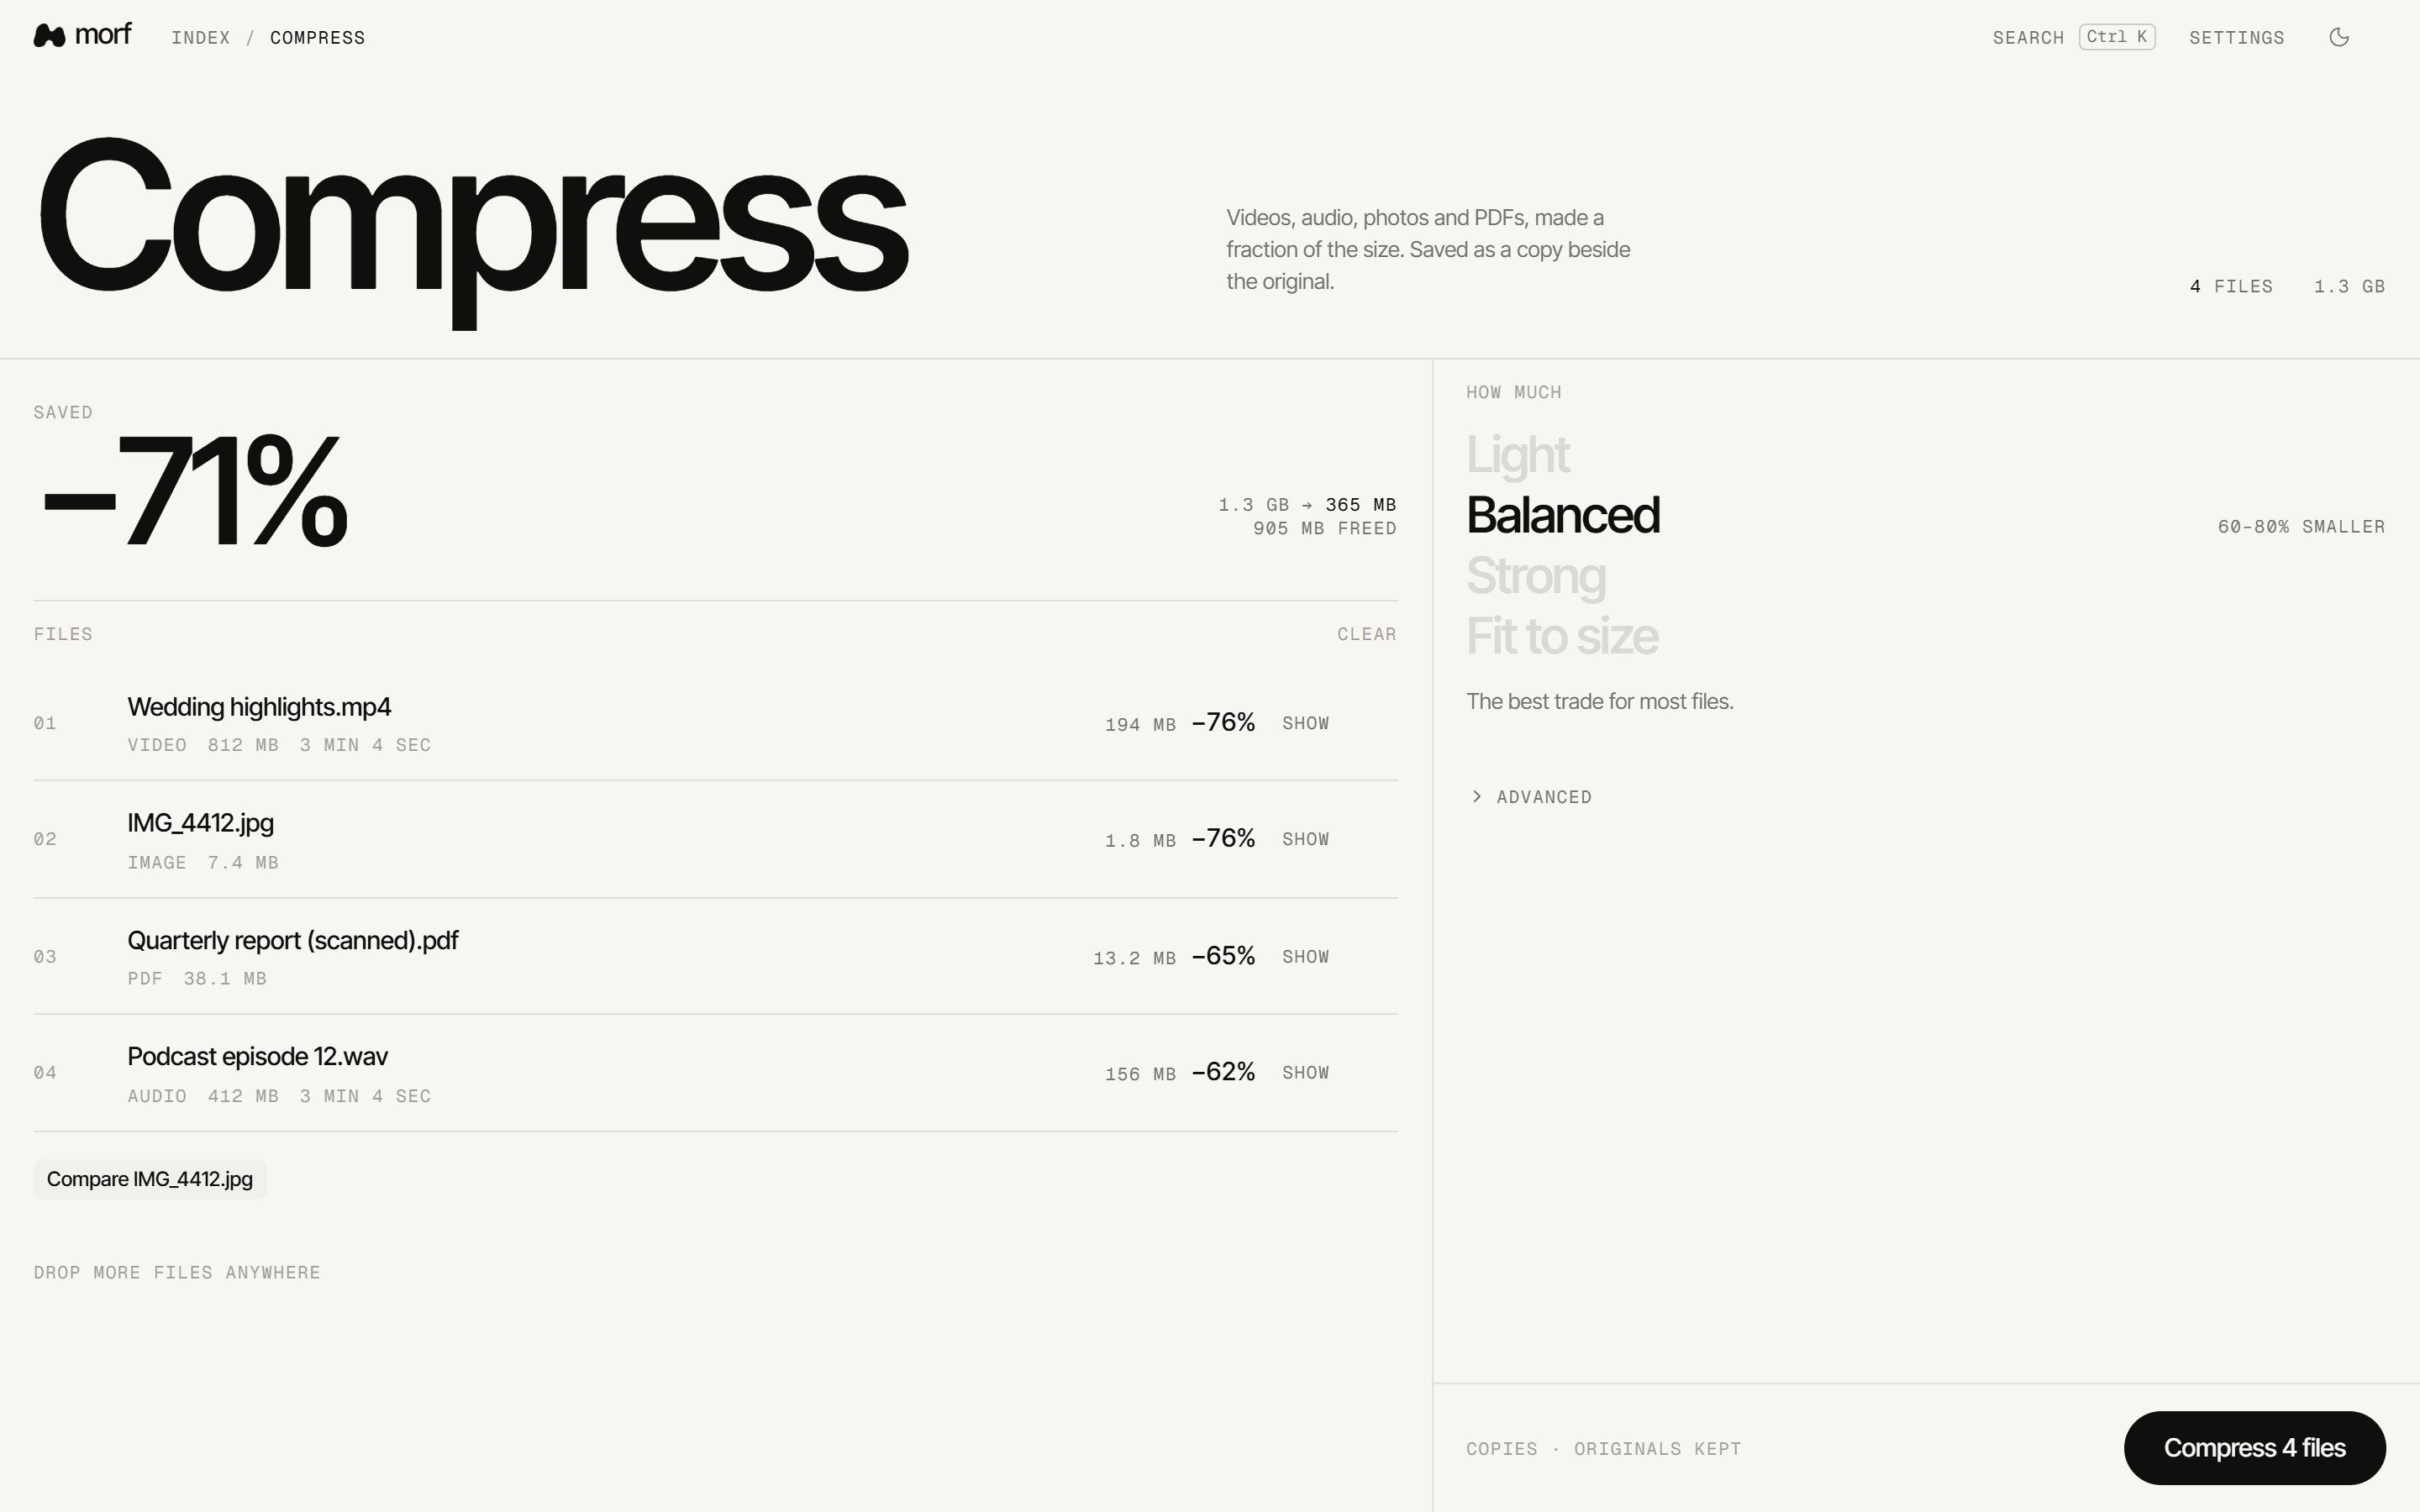 morf INDEX / COMPRESS SEARCH Ctrl K SETTINGS
Compress
Videos, audio, photos and PDFs, made a
fraction of the size. Saved as a copy beside
the original.
4 FILES 1.3 GB
SAVED
–71%
1.3 GB → 365 MB
905 MB FREED
FILES CLEAR
01 Wedding highlights.mp4
VIDEO 812 MB 3 MIN 4 SEC
194 MB –76% SHOW
02 IMG_4412.jpg
IMAGE 7.4 MB
1.8 MB –76% SHOW
03 Quarterly report (scanned).pdf
PDF 38.1 MB
13.2 MB –65% SHOW
04 Podcast episode 12.wav
AUDIO 412 MB 3 MIN 4 SEC
156 MB –62% SHOW
Compare IMG_4412.jpg
DROP MORE FILES ANYWHERE
HOW MUCH
Light
Balanced 60–80% SMALLER
Strong
Fit to size
The best trade for most files.
ADVANCED
COPIES · ORIGINALS KEPT
Compress 4 files